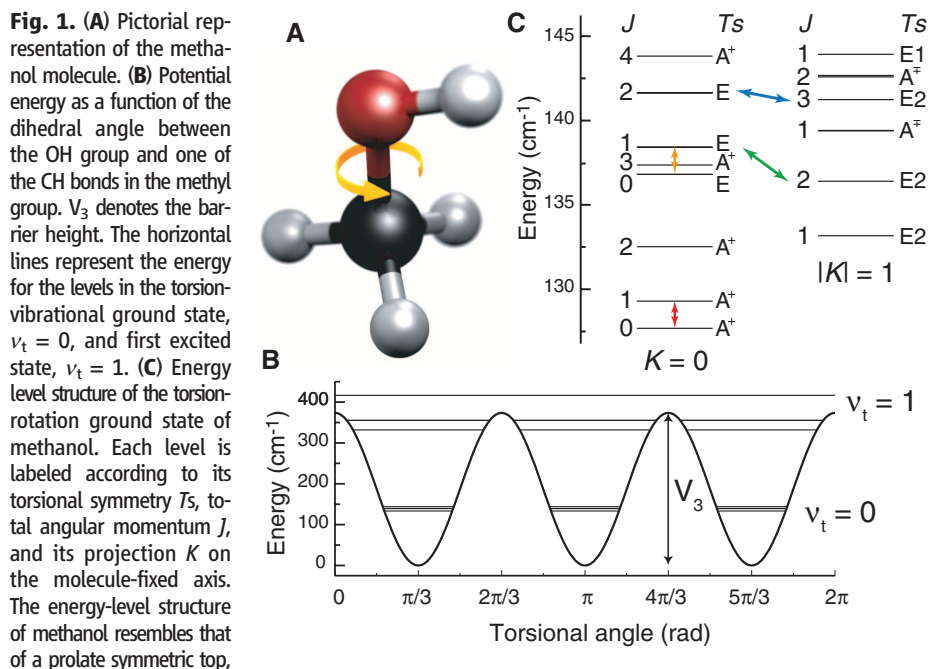 Fig. 1. (A) Pictorial rep-
resentation of the metha-
nol molecule. (B) Potential
energy as a function of the
dihedral angle between
the OH group and one of
the CH bonds in the methyl
group. V₃ denotes the bar-
rier height. The horizontal
lines represent the energy
for the levels in the torsion-
vibrational ground state,
νt = 0, and first excited
state, νt = 1. (C) Energy
level structure of the torsion-
rotation ground state of
methanol. Each level is
labeled according to its
torsional symmetry Ts, to-
tal angular momentum J,
and its projection K on
the molecule-fixed axis.
The energy-level structure
of methanol resembles that
of a prolate symmetric top,
A
C
J Ts J Ts
145
140
135
130
Energy (cm⁻¹)
4 A⁺
2 E
1 E
3 A⁺
0 E
2 A⁺
1 A⁺
0 A⁺
K = 0
1 E1
2 A∓
3 E2
1 A∓
2 E2
1 E2
|K| = 1
B
400
300
200
100
0
Energy (cm⁻¹)
νt = 1
V₃
νt = 0
0 π/3 2π/3 π 4π/3 5π/3 2π
Torsional angle (rad)